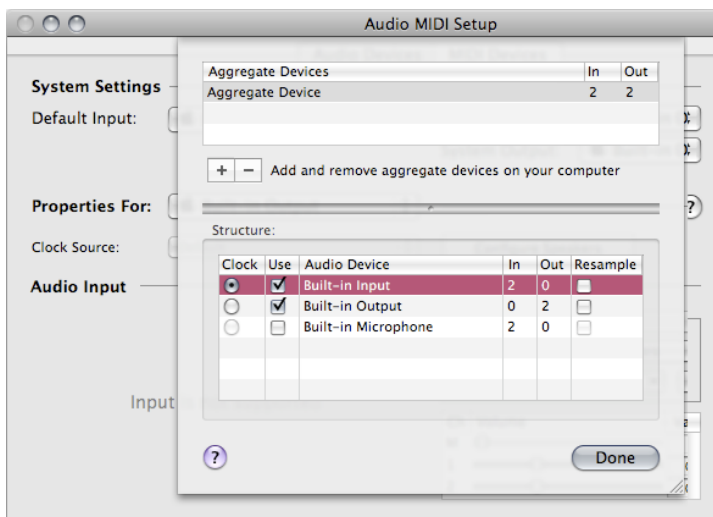 Audio MIDI Setup
System Settings
Default Input:
Properties For:
Clock Source:
Audio Input
Input
Aggregate Devices In Out
Aggregate Device 2 2
+ − Add and remove aggregate devices on your computer
?
Structure:
Clock Use Audio Device In Out Resample
Built-in Input 2 0
Built-in Output 0 2
Built-in Microphone 2 0
? Done